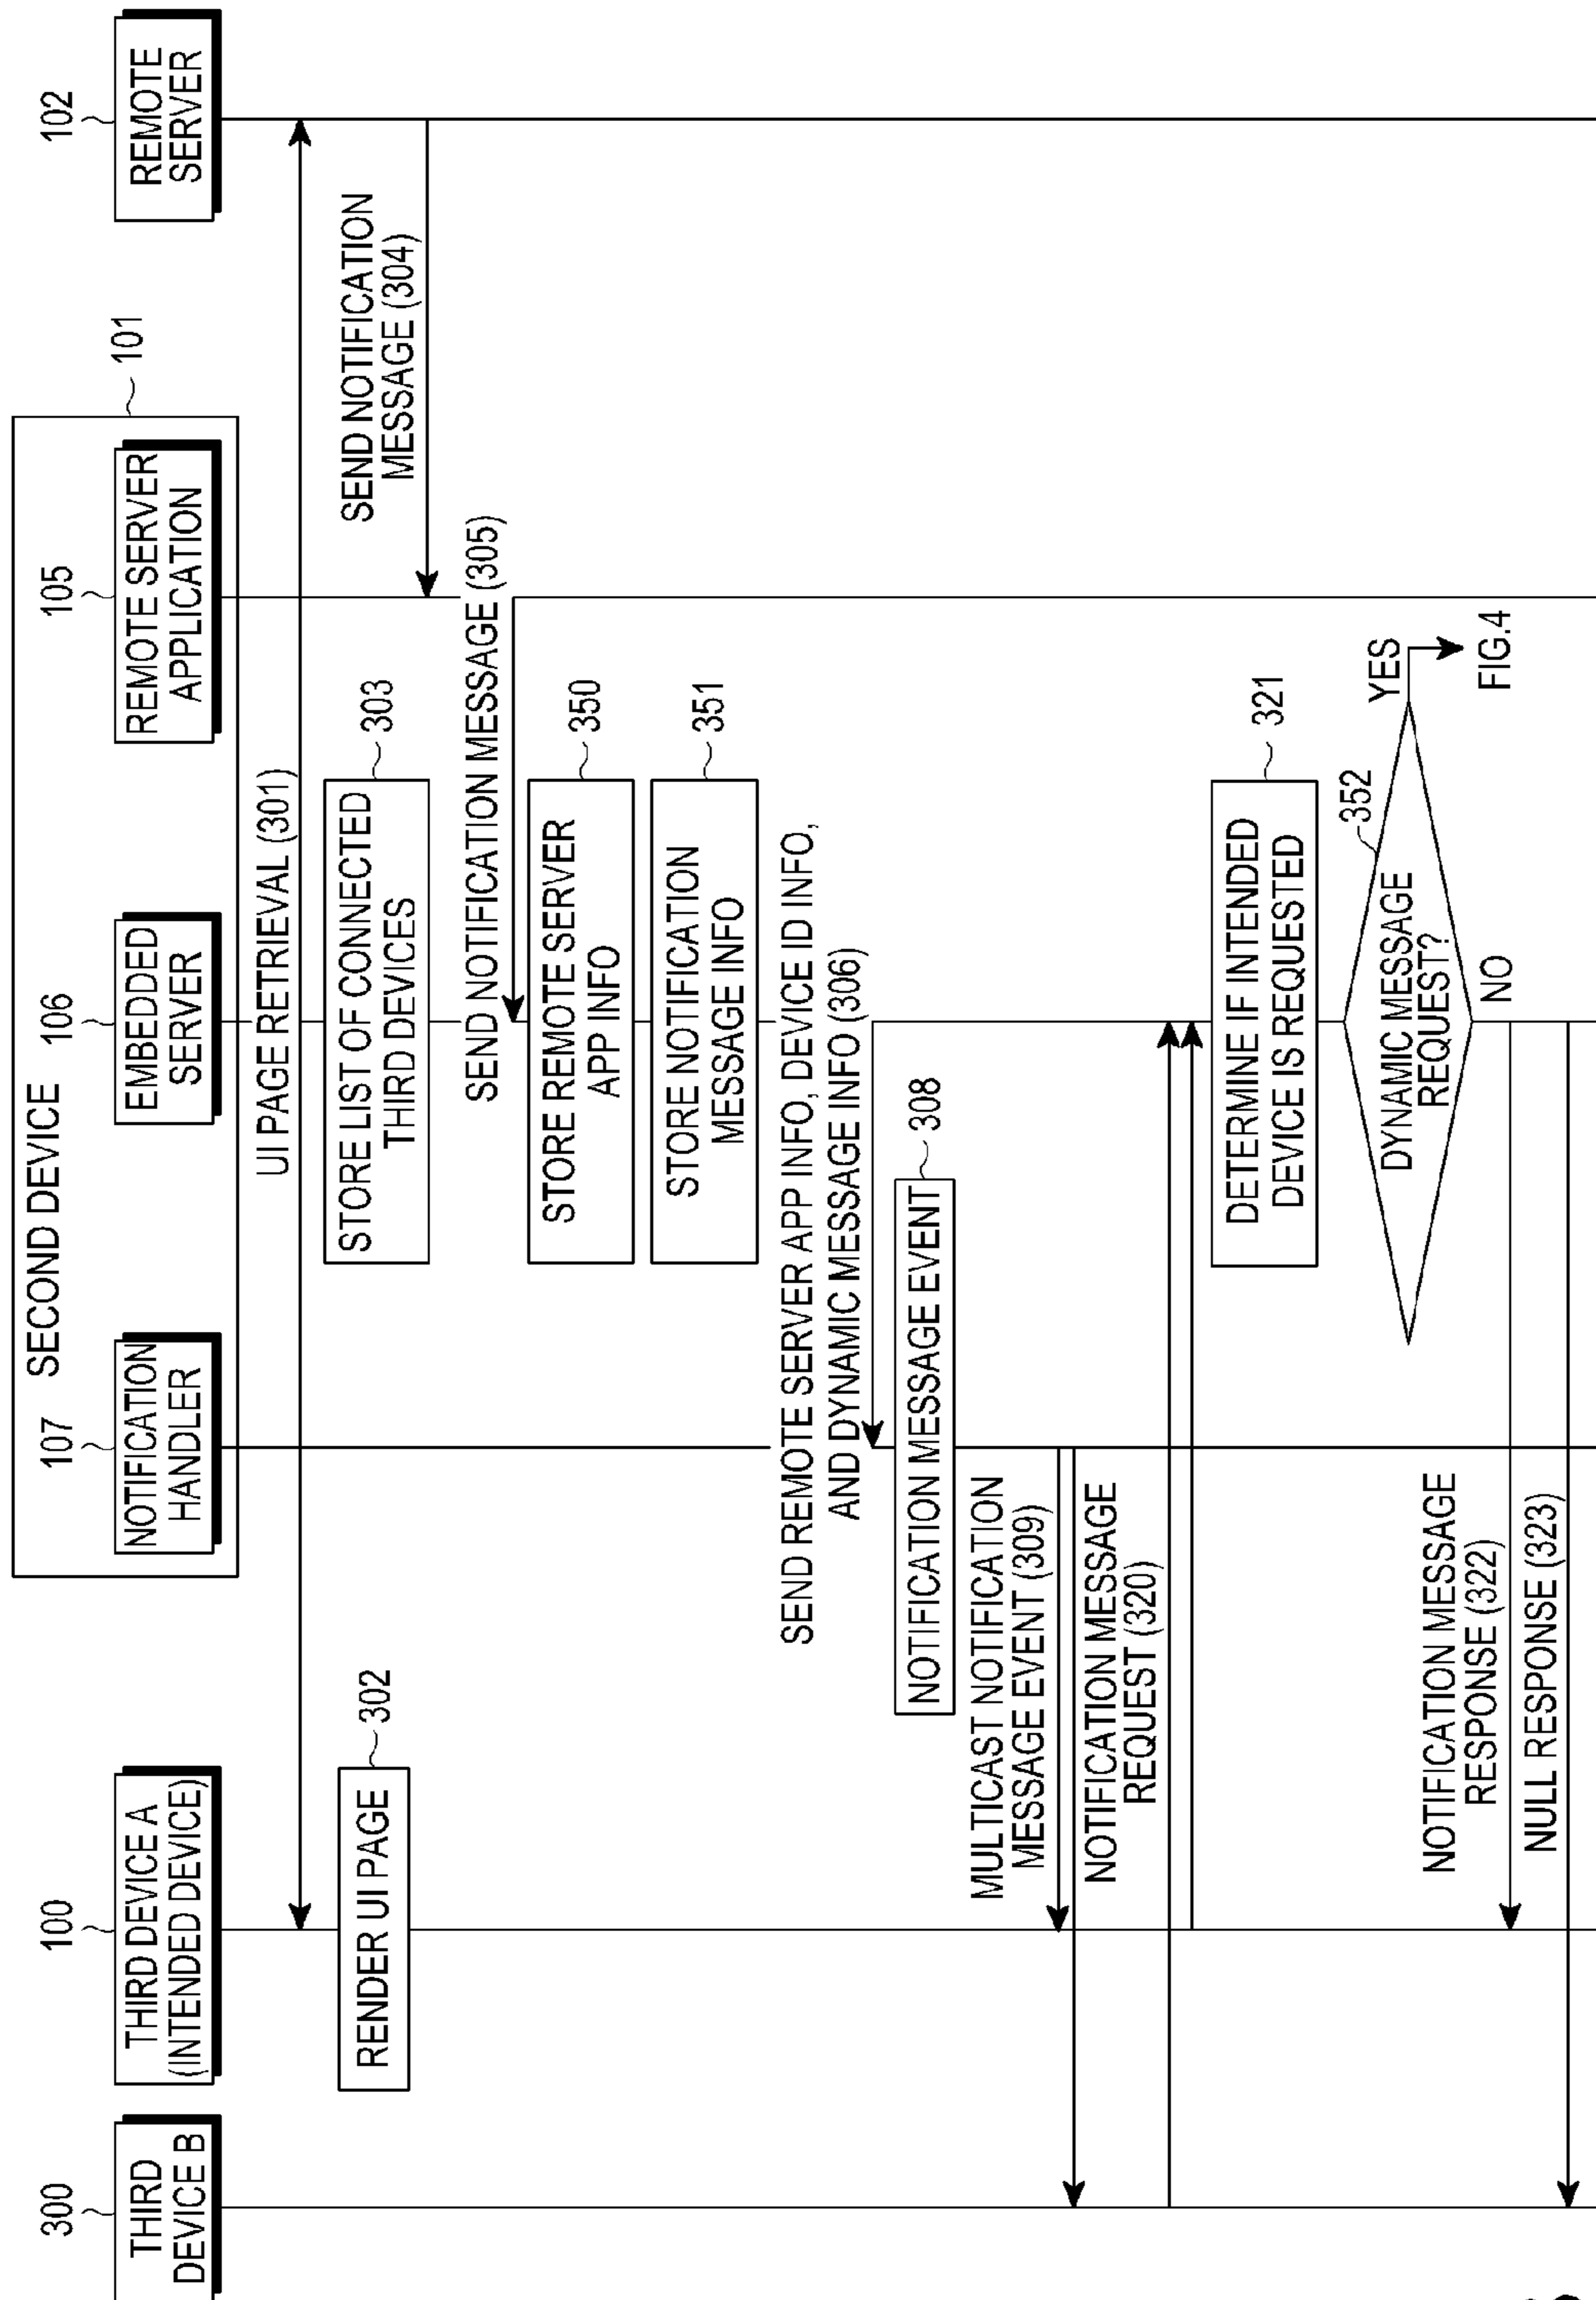 SECOND DEVICE
101
300
100
107
106
105
102
THIRD
DEVICE B
THIRD DEVICE A
(INTENDED DEVICE)
NOTIFICATION
HANDLER
EMBEDDED
SERVER
REMOTE SERVER
APPLICATION
REMOTE
SERVER
UI PAGE RETRIEVAL (301)
RENDER UI PAGE
302
STORE LIST OF CONNECTED
THIRD DEVICES
303
SEND NOTIFICATION
MESSAGE (304)
SEND NOTIFICATION MESSAGE (305)
STORE REMOTE SERVER
APP INFO
350
STORE NOTIFICATION
MESSAGE INFO
351
SEND REMOTE SERVER APP INFO, DEVICE ID INFO,
AND DYNAMIC MESSAGE INFO (306)
NOTIFICATION MESSAGE EVENT
308
MULTICAST NOTIFICATION
MESSAGE EVENT (309)
NOTIFICATION MESSAGE
REQUEST (320)
DETERMINE IF INTENDED
DEVICE IS REQUESTED
321
352
DYNAMIC MESSAGE
REQUEST?
YES
FIG.4
NO
NOTIFICATION MESSAGE
RESPONSE (322)
NULL RESPONSE (323)